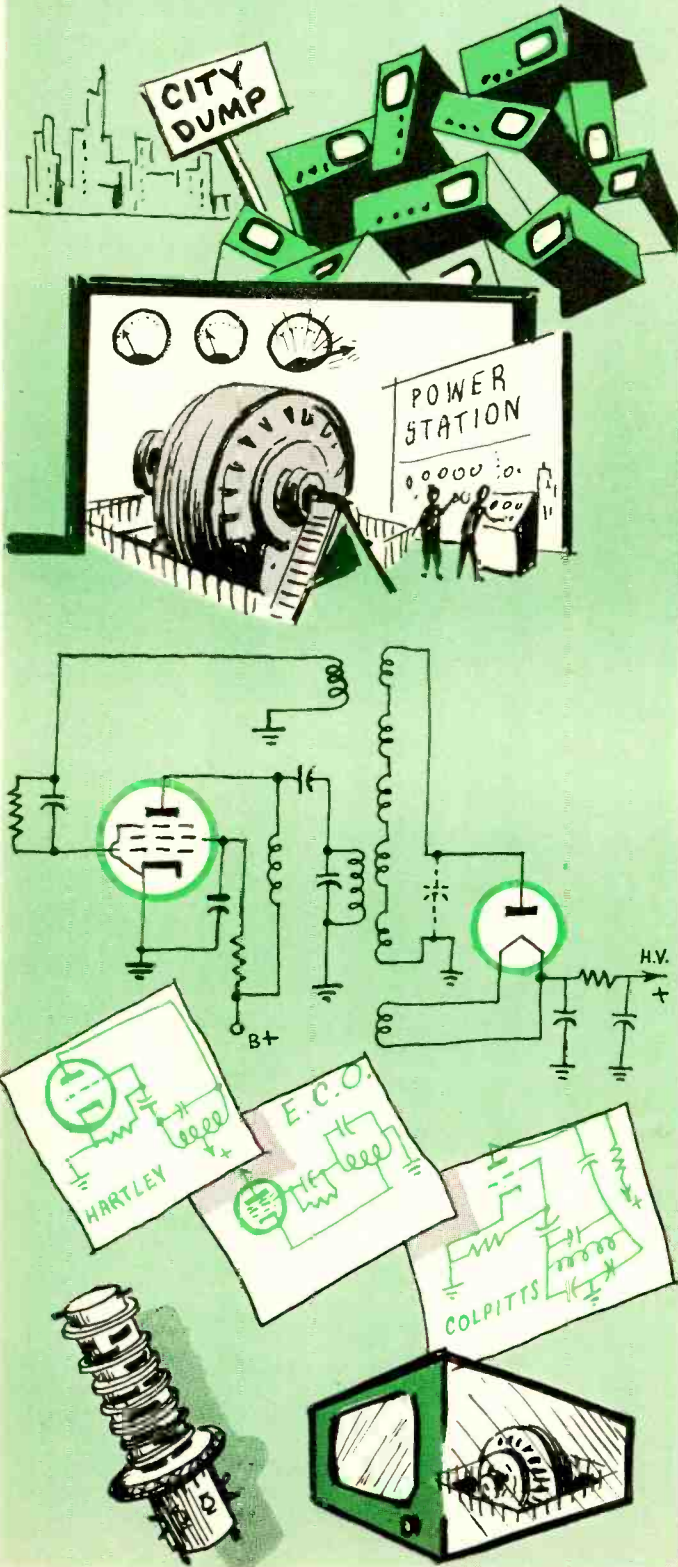 CITY
DUMP
POWER
STATION
H.V.
+
B+
HARTLEY
+
E.C.O.
+
COLPITTS